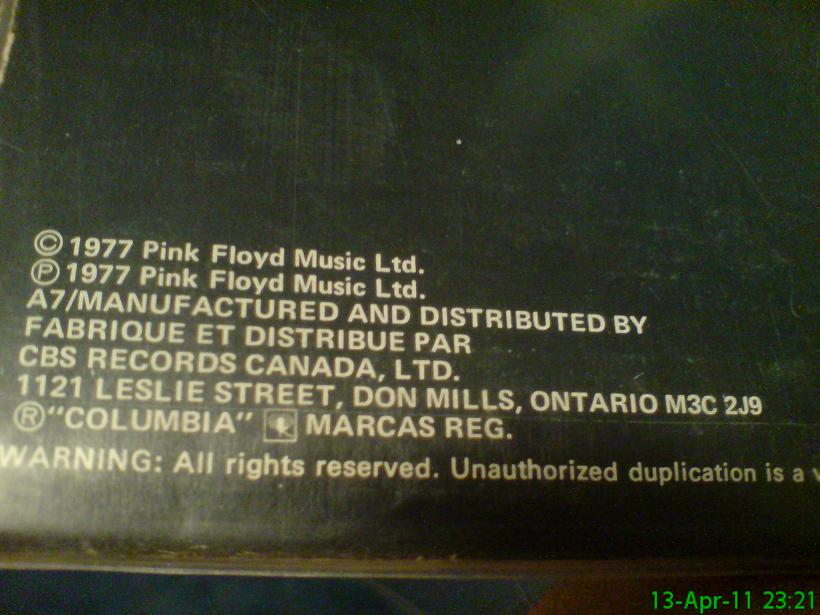 © 1977 Pink Floyd Music Ltd.
℗ 1977 Pink Floyd Music Ltd.
A7/MANUFACTURED AND DISTRIBUTED BY
FABRIQUE ET DISTRIBUE PAR
CBS RECORDS CANADA, LTD.
1121 LESLIE STREET, DON MILLS, ONTARIO M3C 2J9
® "COLUMBIA" MARCAS REG.
WARNING: All rights reserved. Unauthorized duplication is a
13-Apr-11 23:21